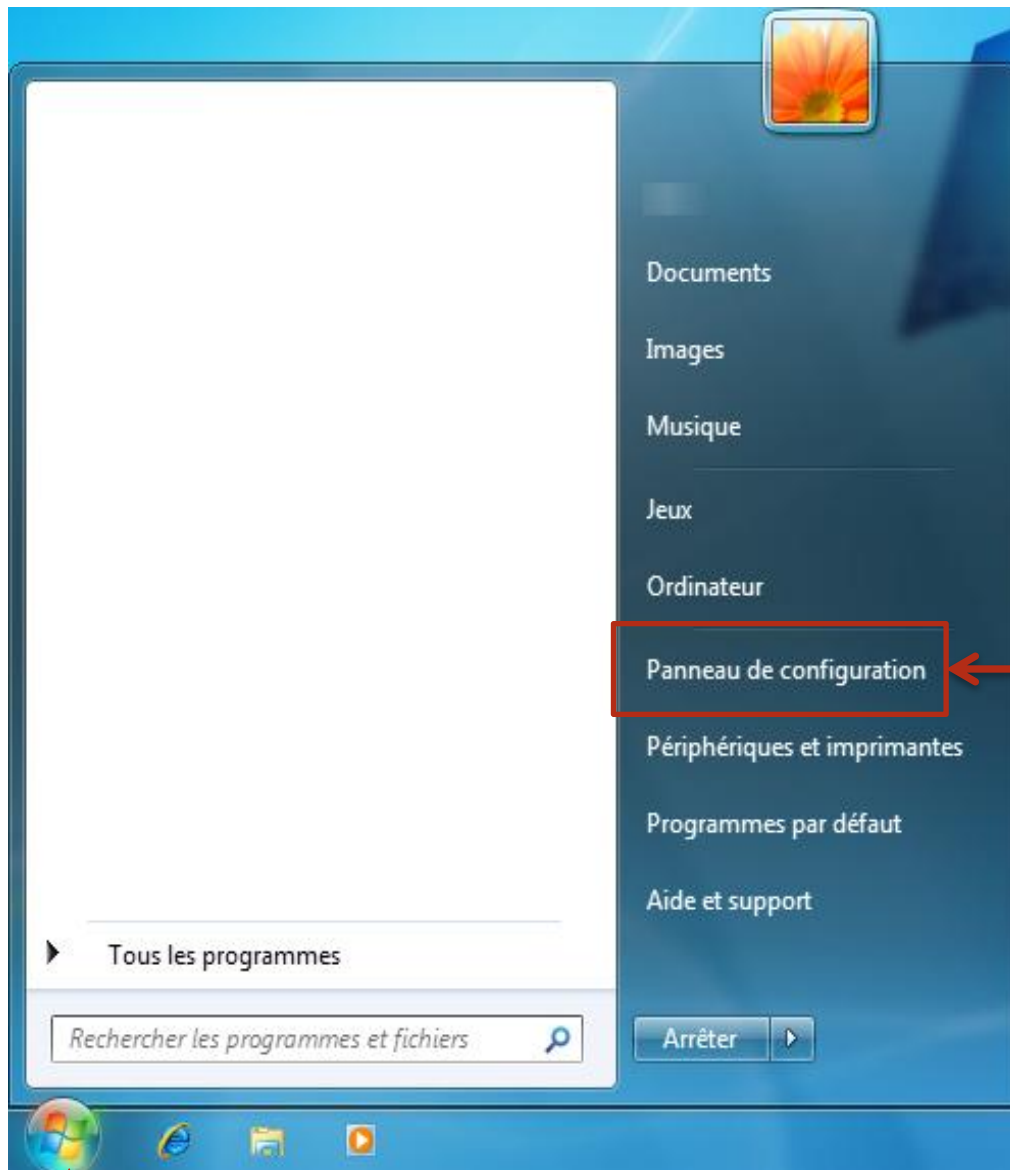 Documents
Images
Musique
Jeux
Ordinateur
Panneau de configuration
Périphériques et imprimantes
Programmes par défaut
Aide et support
Tous les programmes
Rechercher les programmes et fichiers
Arrêter